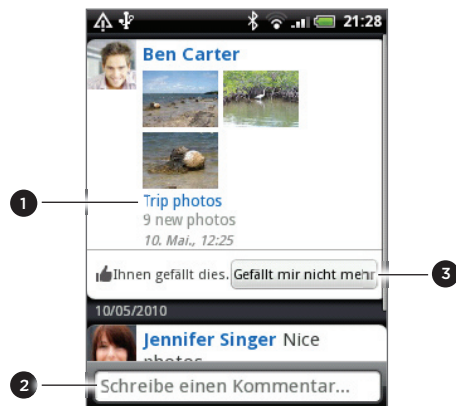 21:28
Ben Carter
1
Trip photos
9 new photos
10. Mai., 12:25
Ihnen gefällt dies. Gefällt mir nicht mehr
3
10/05/2010
Jennifer Singer Nice
photos
2
Schreibe einen Kommentar...